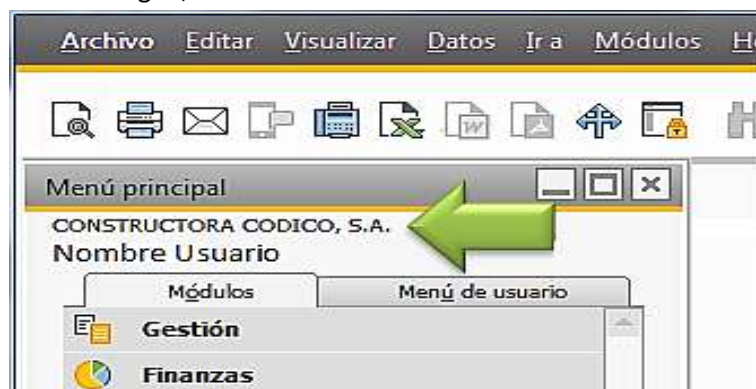 Archivo Editar Visualizar Datos Ir a Módulos
Menú principal
CONSTRUCTORA CODICO, S.A.
Nombre Usuario
Módulos Menú de usuario
Gestión
Finanzas